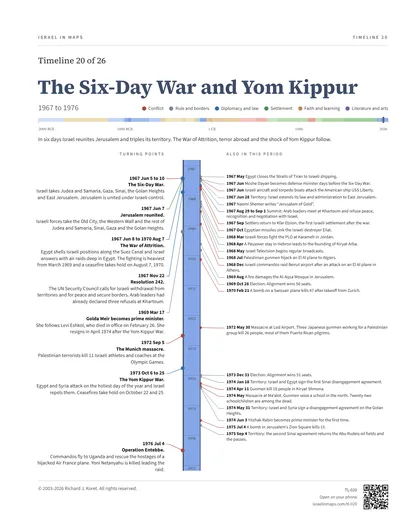 ISRAEL IN MAPS
TIMELINE 20
Timeline 20 of 26
The Six-Day War and Yom Kippur
1967 to 1976
Conflict
Rule and borders
Diplomacy and law
Settlement
Faith and learning
Literature and arts
In six days Israel reunites Jerusalem and triples its territory. The War of Attrition, terror abroad and the shock of Yom Kippur follow.
TURNING POINTS
ALSO IN THIS PERIOD
1967 Jun 5 to 10
The Six-Day War.
Israel takes Judea and Samaria, Gaza, Sinai, the Golan Heights
and East Jerusalem. Jerusalem is united under Israeli control.
1967 Jun 7
Jerusalem reunited.
Israeli forces take the Old City, the Western Wall and the rest of
Judea and Samaria, Sinai and the Golan Heights.
1967 Jun 8 to 1970 Aug 7
The War of Attrition.
Egypt shells Israeli positions along the Suez Canal and Israel
answers with air raids deep in Egypt. The fighting is heaviest
from March 1969 and a ceasefire takes hold on August 7, 1970.
1967 Nov 22
Resolution 242.
The UN Security Council calls for Israeli withdrawal from
territories and for peace and secure borders. Arab leaders had
already declared three refusals at Khartoum.
1969 Mar 17
Golda Meir becomes prime minister.
She follows Levi Eshkol, who died in office on February 26. She
resigns in April 1974 after the Yom Kippur War.
1972 Sep 5
The Munich massacre.
Palestinian terrorists kill 11 Israeli athletes and coaches at the
Olympic Games.
1973 Oct 6 to 25
The Yom Kippur War.
Egypt and Syria attack on the holiest day of the year and Israel
repels them. Ceasefires take hold on October 22 and 25.
1976 Jul 4
Operation Entebbe.
Commandos fly to Uganda and rescue the hostages of a
hijacked Air France plane. Yoni Netanyahu is killed leading the
raid.
1967 May Egypt closes the Straits of Tiran to Israeli shipping.
1967 Jun Moshe Dayan becomes defense minister days before the Six-Day War.
1967 Jun Israeli aircraft and torpedo boats attack the American ship USS Liberty.
1967 Jun 28 Territory: Israel extends its law and administration to East Jerusalem.
1967 Naomi Shemer writes "Jerusalem of Gold".
1967 Aug 29 to Sep 1 Summit: Arab leaders meet at Khartoum and refuse peace,
recognition and negotiation with Israel.
1967 Sep Settlers return to Kfar Etzion, the first Israeli settlement after the war.
1967 Oct Egyptian missiles sink the Israeli destroyer Eilat.
1968 Mar Israeli forces fight the PLO at Karameh in Jordan.
1968 Apr A Passover stay in Hebron leads to the founding of Kiryat Arba.
1968 May Israel Television begins regular broadcasts.
1968 Jul Palestinian gunmen hijack an El Al plane to Algiers.
1968 Dec Israeli commandos raid Beirut airport after an attack on an El Al plane in
Athens.
1969 Aug A fire damages the Al-Aqsa Mosque in Jerusalem.
1969 Oct 28 Election: Alignment wins 56 seats.
1970 Feb 21 A bomb on a Swissair plane kills 47 after takeoff from Zurich.
1972 May 30 Massacre at Lod Airport. Three Japanese gunmen working for a Palestinian
group kill 26 people, most of them Puerto Rican pilgrims.
1973 Dec 31 Election: Alignment wins 51 seats.
1974 Jan 18 Territory: Israel and Egypt sign the first Sinai disengagement agreement.
1974 Apr 11 Gunmen kill 18 people in Kiryat Shmona.
1974 May Massacre at Ma'alot. Gunmen seize a school in the north. Twenty two
schoolchildren are among the dead.
1974 May 31 Territory: Israel and Syria sign a disengagement agreement on the Golan
Heights.
1974 Jun 3 Yitzhak Rabin becomes prime minister for the first time.
1975 Jul 4 A bomb in Jerusalem's Zion Square kills 15.
1975 Sep 4 Territory: the second Sinai agreement returns the Abu Rudeis oil fields and
the passes.
© 2003-2026 Richard J. Korel. All rights reserved.
Open on your phone